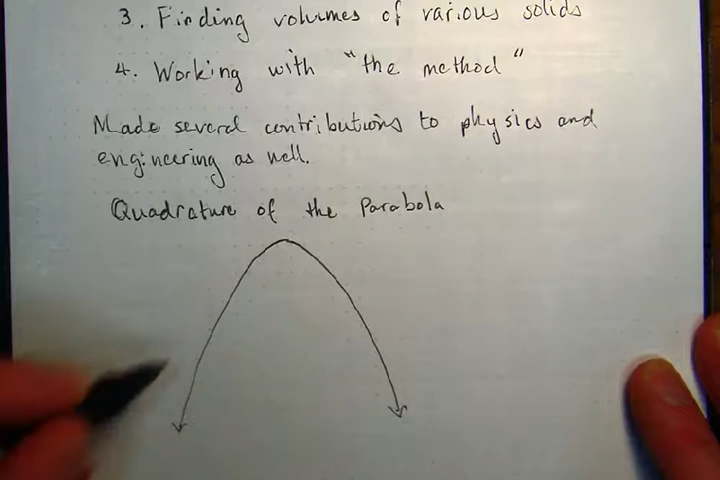 3. Finding volumes of various solids
4. Working with "the method"
Made several contributions to physics and
engineering as well.
Quadrature of the Parabola